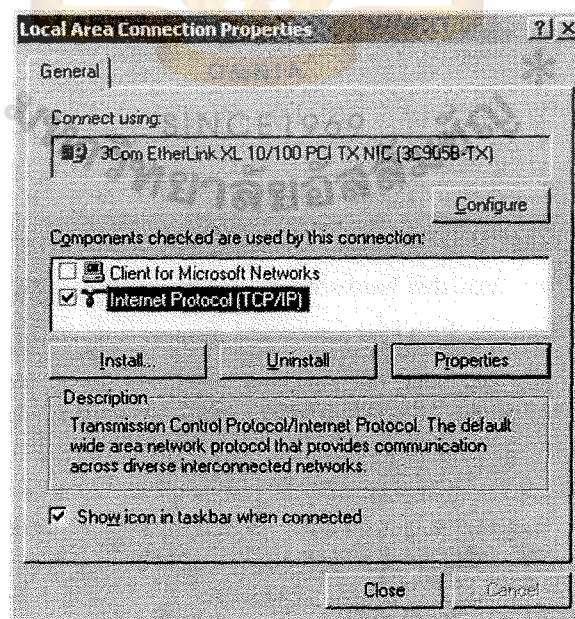 Local Area Connection Properties
General
OMNIA
Connect using:
SINCE 1969
3Com EtherLink XL 10/100 PCI TX NIC (3C905B-TX)
Configure
Components checked are used by this connection:
Client for Microsoft Networks
Internet Protocol (TCP/IP)
Install...
Uninstall
Properties
Description
Transmission Control Protocol/Internet Protocol. The default
wide area network protocol that provides communication
across diverse interconnected networks.
Show icon in taskbar when connected
Close
Cancel